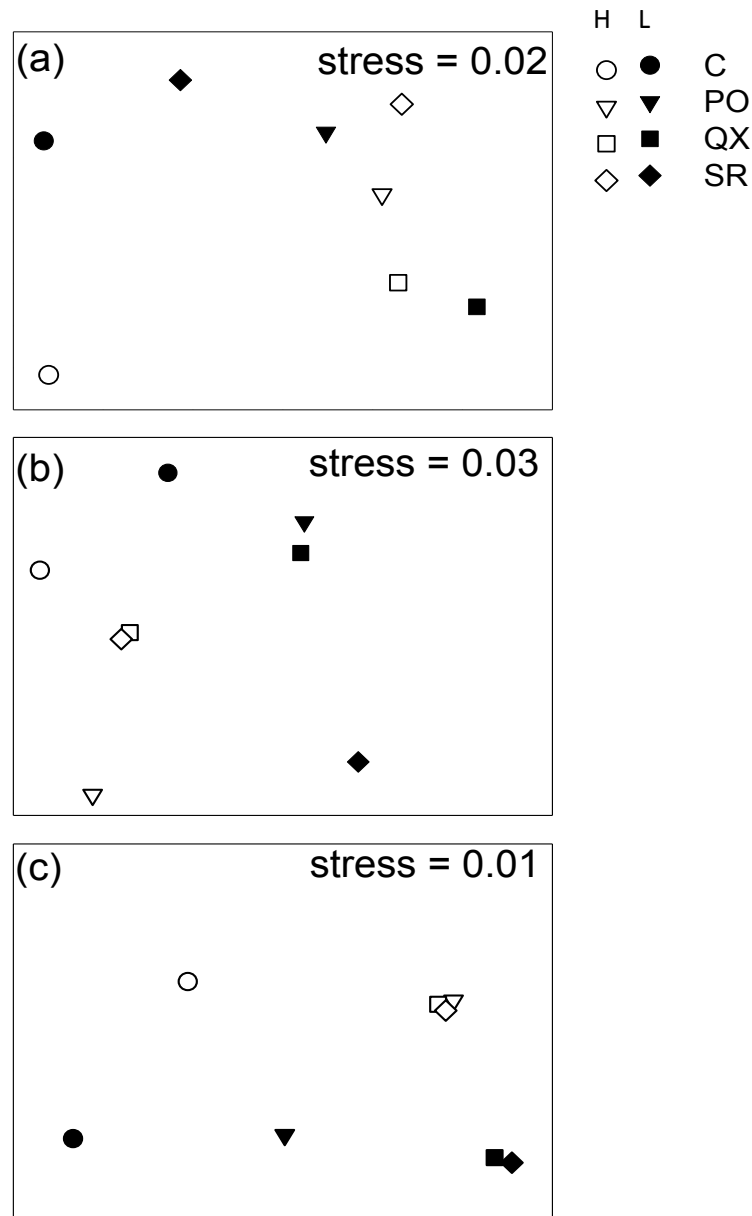 H L
C
PO
QX
SR
(a) stress = 0.02
(b) stress = 0.03
(c) stress = 0.01